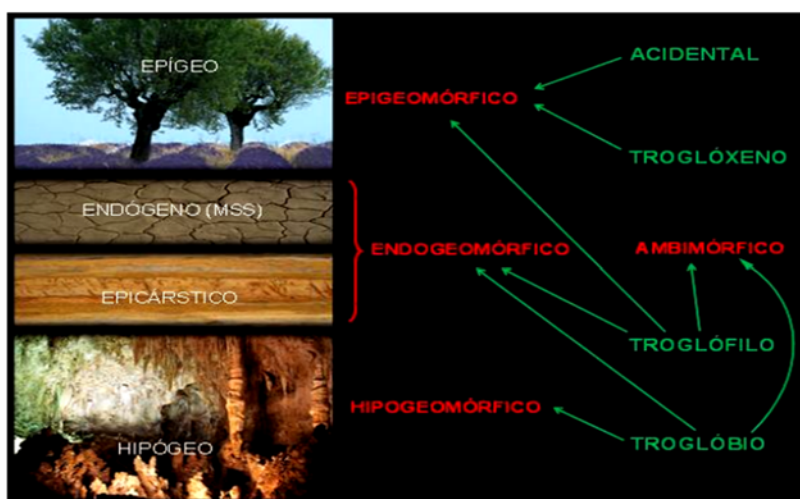 EPÍGEO
ENDÓGENO (MSS)
EPICÁRSTICO
HIPÓGEO
EPIGEOMÓRFICO
ENDOGEOMÓRFICO
HIPOGEOMÓRFICO
AMBIMÓRFICO
ACIDENTAL
TROGLÓXENO
TROGLÓFILO
TROGLÓBIO